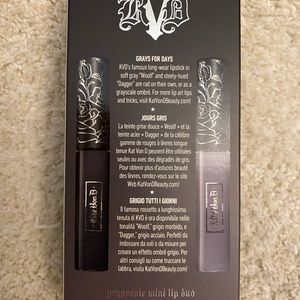 KVD
GRAYS FOR DAYS
KVD's famous long-wear lipstick in
soft gray "Woolf" and steely-hued
"Dagger" are rad on their own, or as a
grayscale ombré. For more lip art tips
and tricks, visit KatVonDBeauty.com!
JOURS GRIS
La teinte grise douce « Woolf » et la
teinte acier « Dagger » de la célèbre
gamme de rouges à lèvres longue
tenue Kat Von D peuvent être utilisées
seules ou avec des dégradés de gris.
Pour plus d'astuces beauté des
lèvres, rendez-vous sur le site
Web KatVonDBeauty.com!
GRIGIO TUTTI I GIORNI
Il famoso rossetto a lunghissima
tenuta di KVD è ora disponibile nelle
tonalità "Woolf", grigio morbido, e
"Dagger," grigio acciaio. Perfetti da
indossare da soli o da mixare
per creare un effetto ombré. Per
altri consigli su come truccare le
labbra, visita KatVonDBeauty.com!
Kat Von D
Kat Von D
grayscale mini lip duo